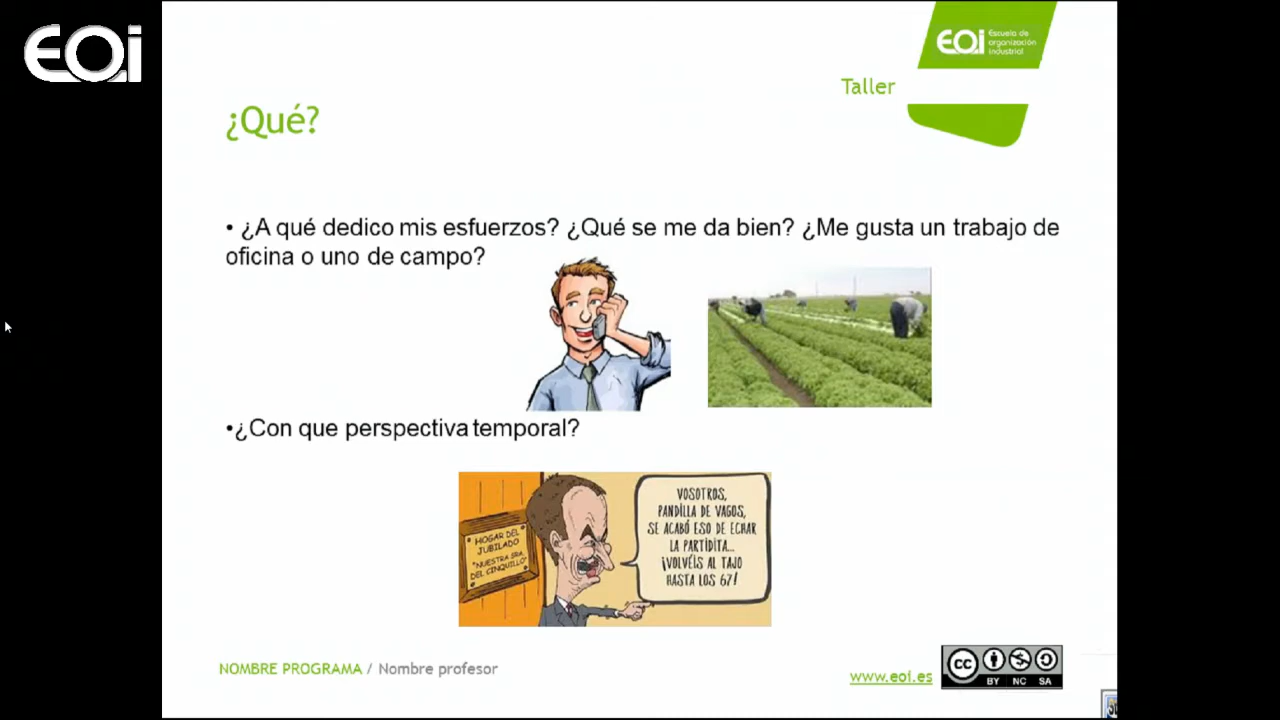 EOi
EOi Escuela de
organización
industrial
Taller
¿Qué?
• ¿A qué dedico mis esfuerzos? ¿Qué se me da bien? ¿Me gusta un trabajo de
oficina o uno de campo?
•¿Con que perspectiva temporal?
HOGAR DEL
JUBILADO
"NUESTRA SRA.
DEL CINQUILLO"
VOSOTROS,
PANDILLA DE VAGOS,
SE ACABÓ ESO DE ECHAR
LA PARTIDITA...
¡VOLVÉIS AL TAJO
HASTA LOS 67!
NOMBRE PROGRAMA / Nombre profesor
www.eoi.es
cc
BY NC SA